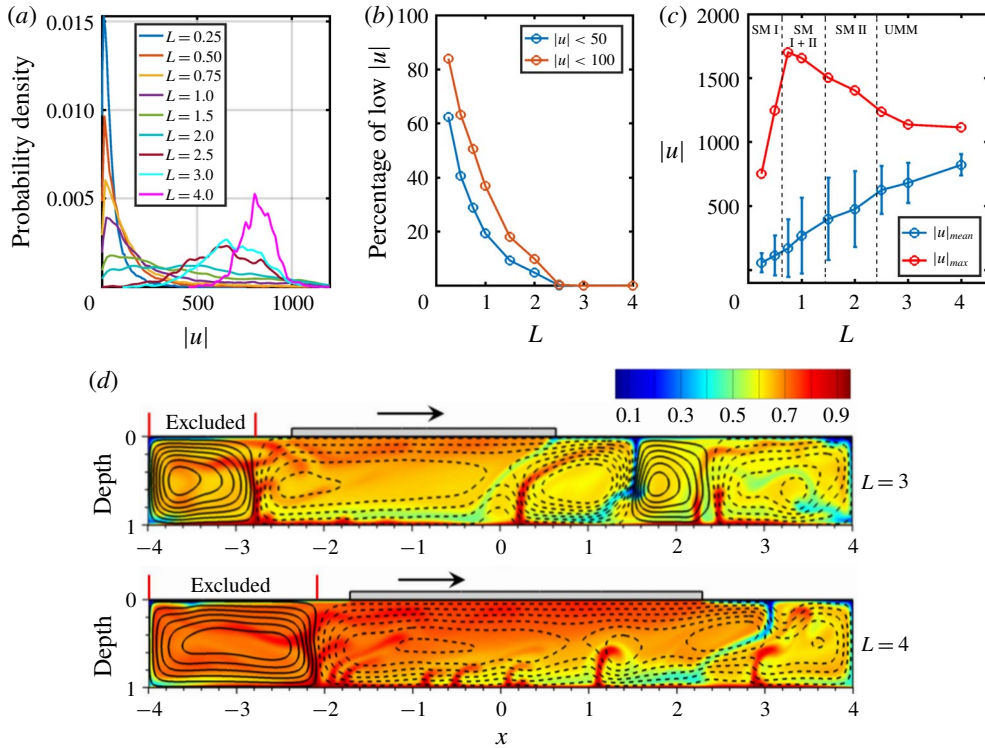 (a)
0.015
0.010
0.005
0
500
1000
Probability density
|u|
L = 0.25
L = 0.50
L = 0.75
L = 1.0
L = 1.5
L = 2.0
L = 2.5
L = 3.0
L = 4.0
(b)
100
80
60
40
20
0
1
2
3
4
Percentage of low |u|
L
|u| < 50
|u| < 100
(c)
2000
1500
1000
500
0
0
1
2
3
4
|u|
L
SM I
SM
I + II
SM II
UMM
|u|mean
|u|max
(d)
0.1 0.3 0.5 0.7 0.9
Excluded
0
Depth
1
L = 3
−4 −3 −2 −1 0 1 2 3 4
Excluded
0
Depth
1
L = 4
−4 −3 −2 −1 0 1 2 3 4
x